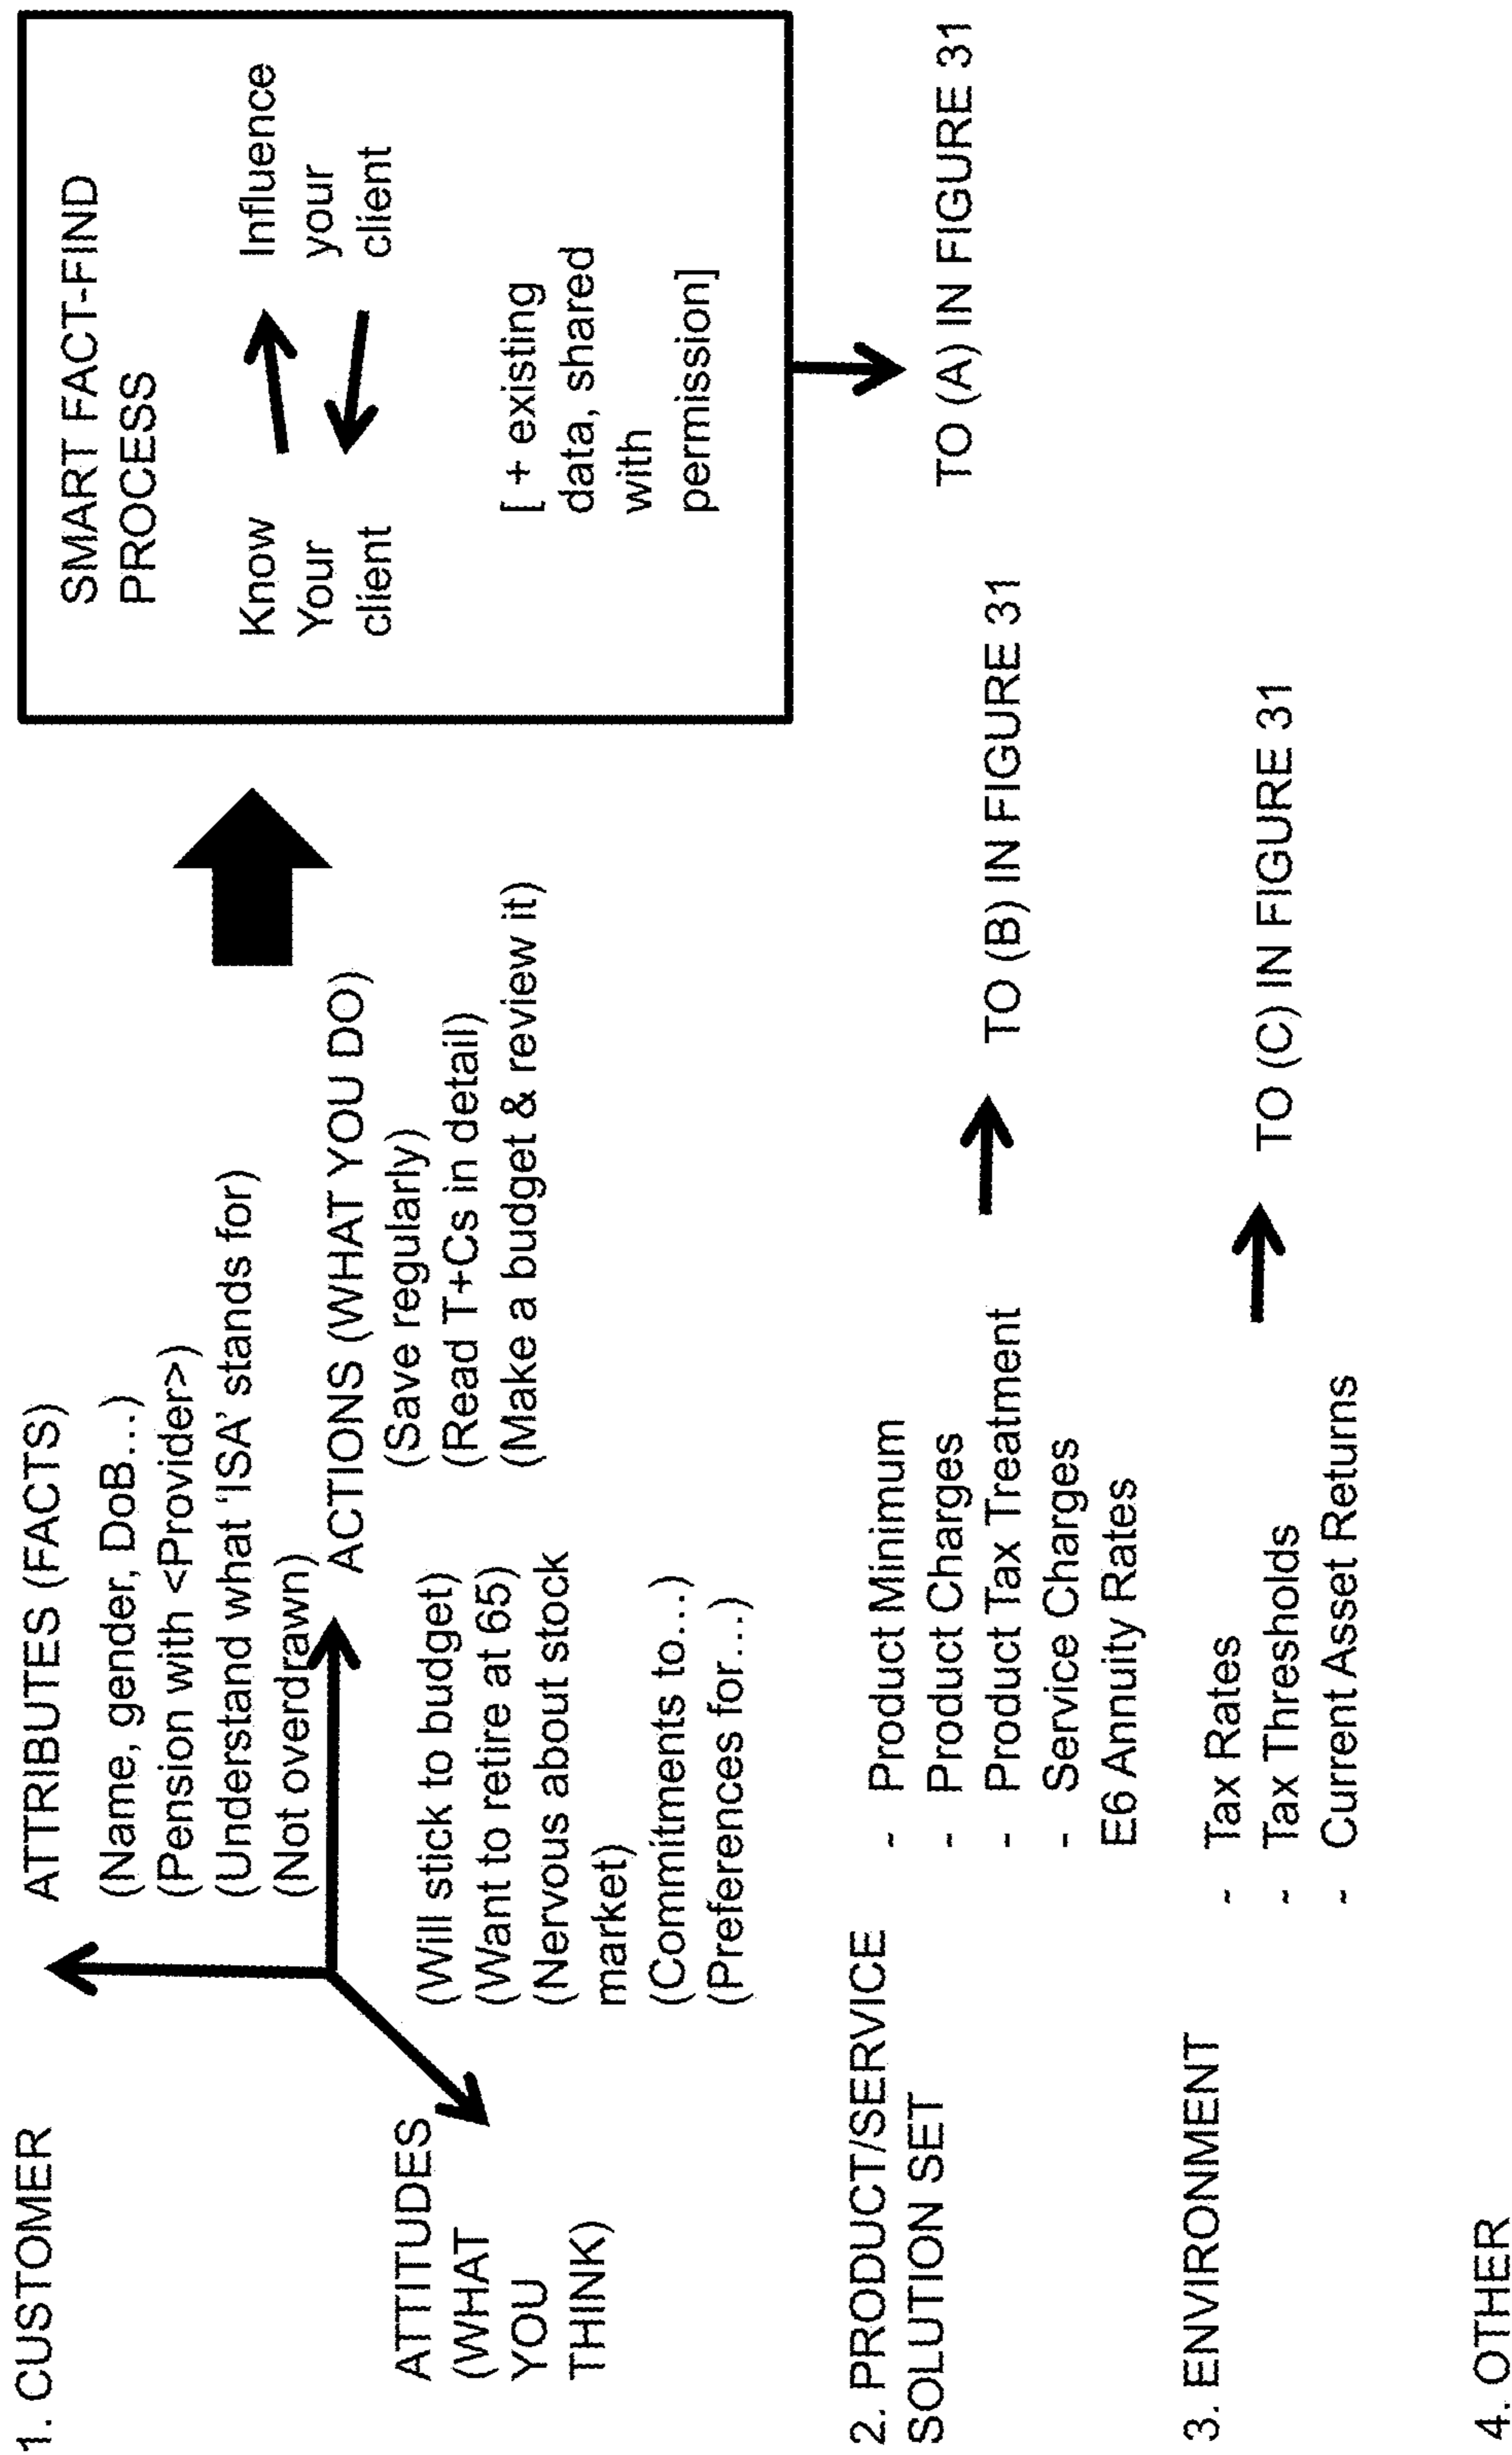 1. CUSTOMER
ATTRIBUTES (FACTS)
(Name, gender, DoB...)
(Pension with <Provider>)
(Understand what 'ISA' stands for)
(Not overdrawn)
ACTIONS (WHAT YOU DO)
(Save regularly)
(Read T+Cs in detail)
(Make a budget & review it)
ATTITUDES
(WHAT
YOU
THINK)
(Will stick to budget)
(Want to retire at 65)
(Nervous about stock
market)
(Commitments to...)
(Preferences for...)
SMART FACT-FIND
PROCESS
Know
Your
client
Influence
your
client
[ + existing
data, shared
with
permission]
TO (A) IN FIGURE 31
2. PRODUCT/SERVICE
SOLUTION SET
- Product Minimum
- Product Charges
- Product Tax Treatment
- Service Charges
E6 Annuity Rates
TO (B) IN FIGURE 31
3. ENVIRONMENT
- Tax Rates
- Tax Thresholds
- Current Asset Returns
TO (C) IN FIGURE 31
4. OTHER